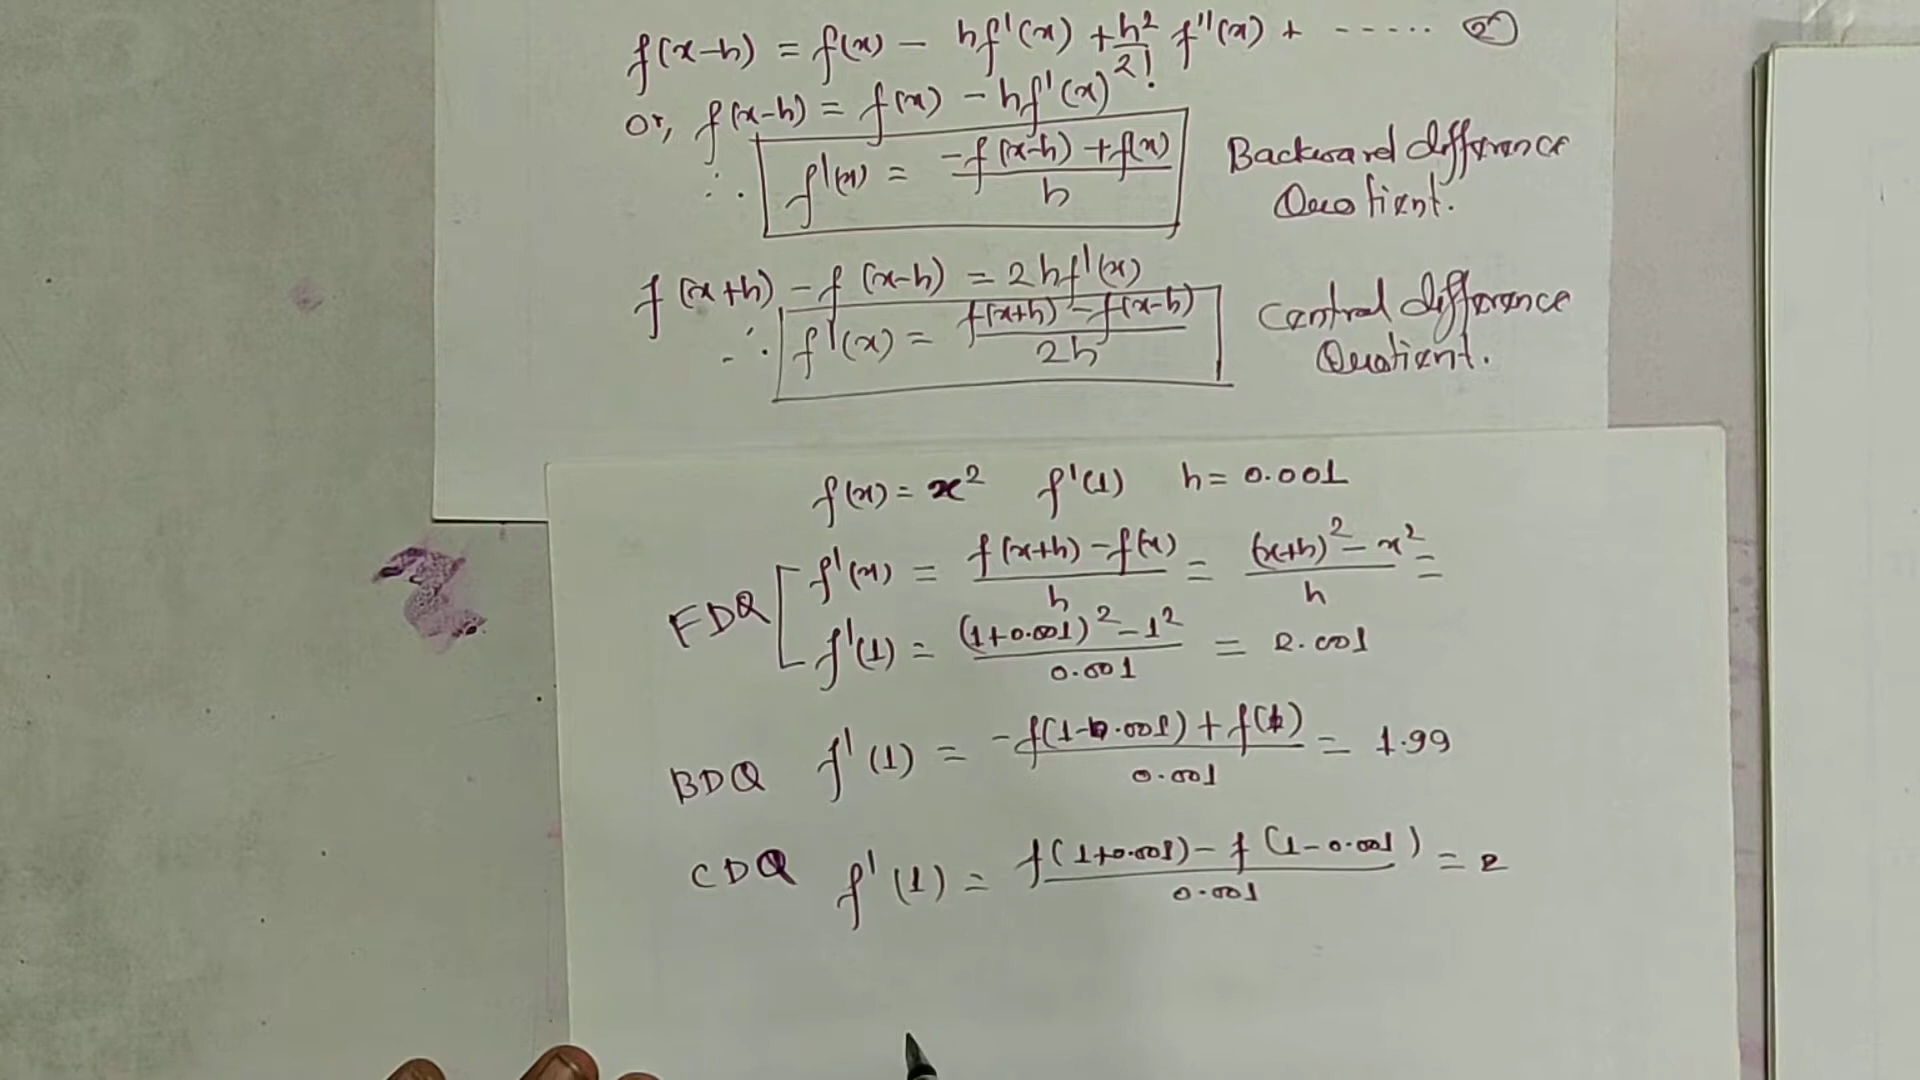 f(x-h) = f(x) - hf'(x) + h²/2! f''(x) + ----- ②
or, f(x-h) = f(x) - hf'(x)
∴ f'(x) = (-f(x-h) + f(x))/h Backward difference Quotient.
f(x+h) - f(x-h) = 2hf'(x)
∴ f'(x) = (f(x+h) - f(x-h))/2h Central difference Quotient.
f(x) = x² f'(1) h = 0.001
FDQ f'(x) = (f(x+h) - f(x))/h = ((x+h)² - x²)/h =
f'(1) = ((1+0.001)² - 1²)/0.001 = 2.001
BDQ f'(1) = (-f(1-0.001) + f(1))/0.001 = 1.99
CDQ f'(1) = (f(1+0.001) - f(1-0.001))/0.001 = 2